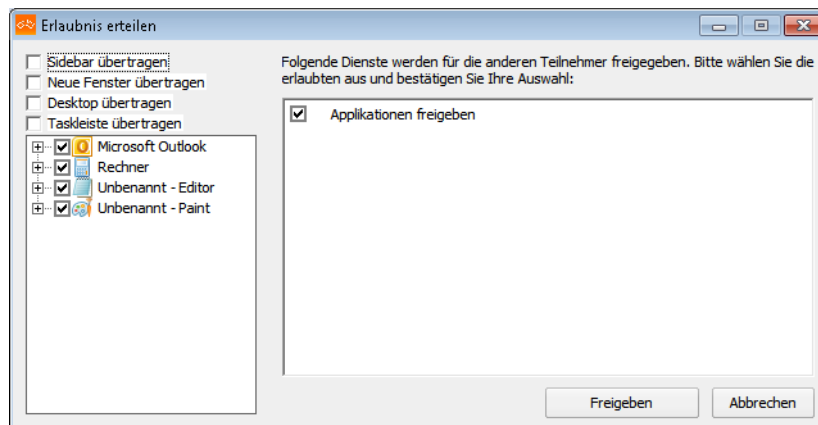 Erlaubnis erteilen
Sidebar übertragen
Neue Fenster übertragen
Desktop übertragen
Taskleiste übertragen
Microsoft Outlook
Rechner
Unbenannt - Editor
Unbenannt - Paint
Folgende Dienste werden für die anderen Teilnehmer freigegeben. Bitte wählen Sie die
erlaubten aus und bestätigen Sie Ihre Auswahl:
Applikationen freigeben
Freigeben
Abbrechen